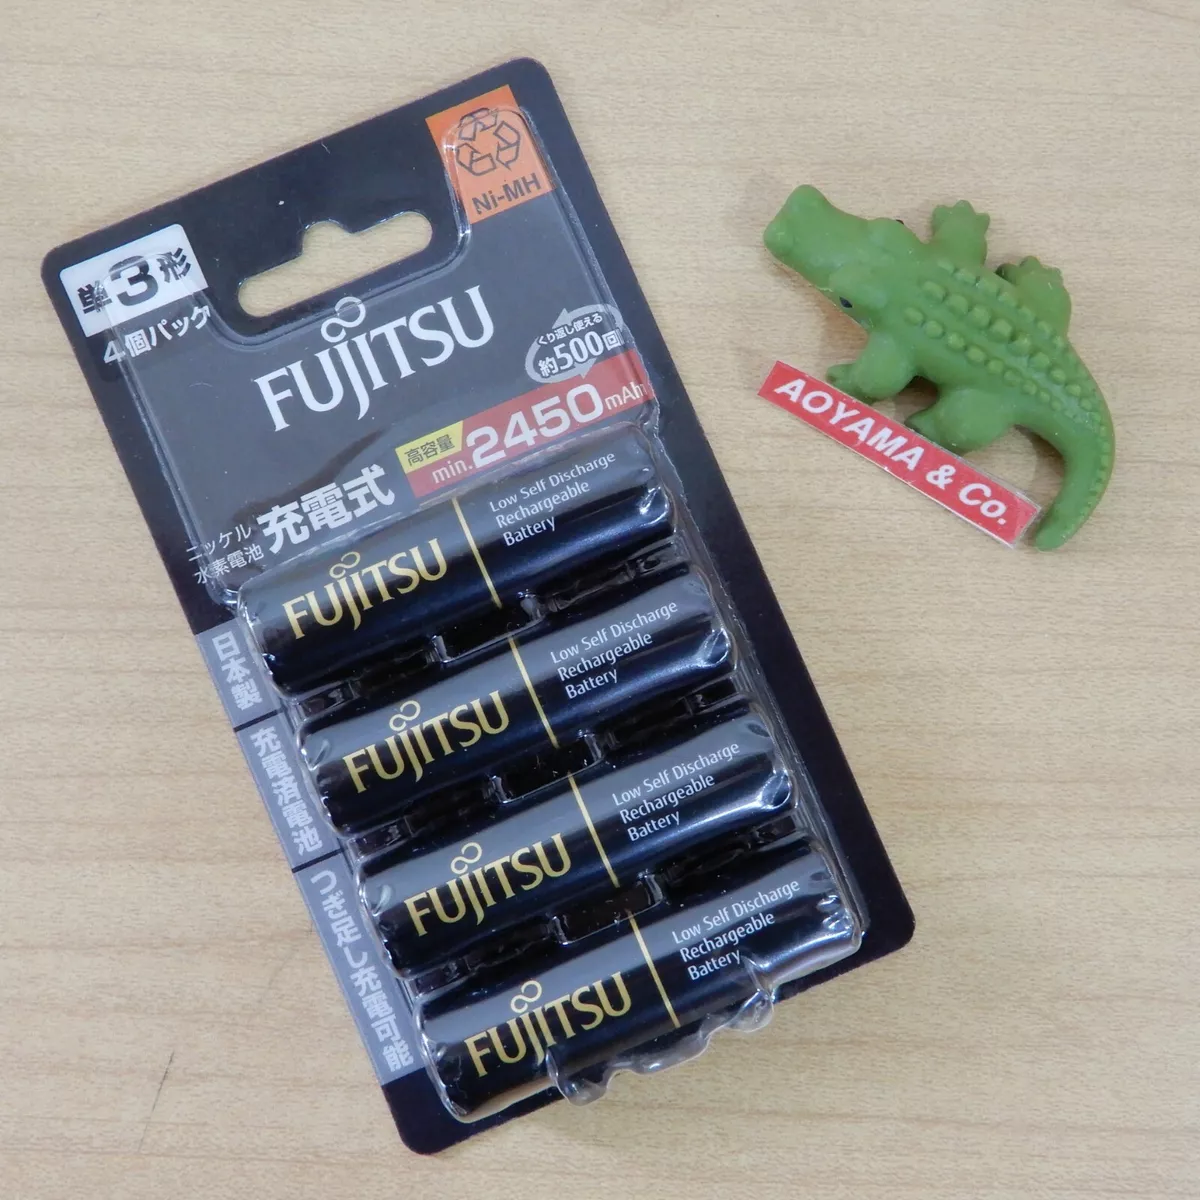 Ni-MH
単3形
4個パック
FUJITSU
くり返し使える
約500回
高容量
min.2450mAh
ニッケル
水素電池
充電式
日本製
充電済電池
つぎ足し充電可能
FUJITSU
Low Self Discharge
Rechargeable
Battery
FUJITSU
Low Self Discharge
Rechargeable
Battery
FUJITSU
Low Self Discharge
Rechargeable
Battery
FUJITSU
Low Self Discharge
Rechargeable
Battery
AOYAMA & Co.